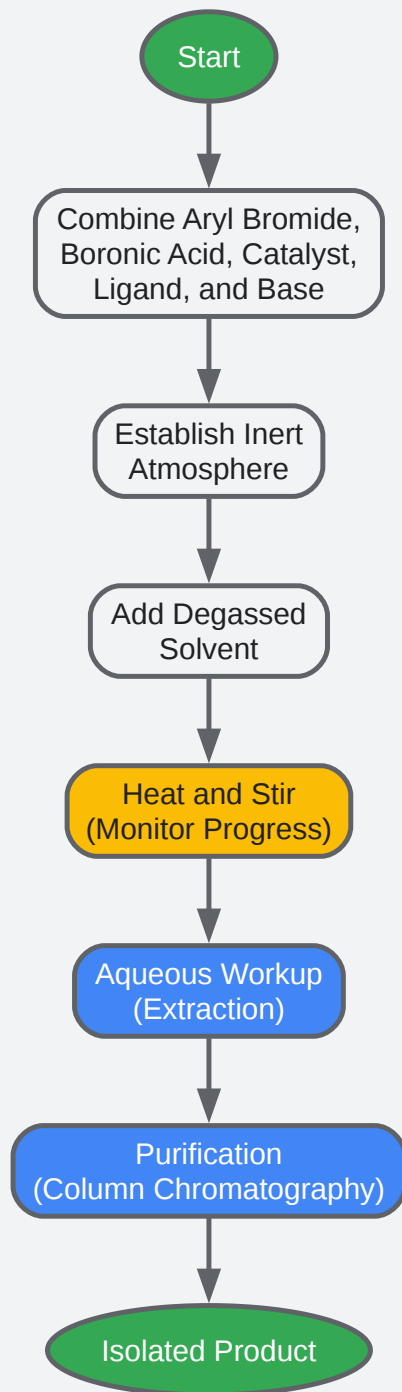 Start
Combine Aryl Bromide,
Boronic Acid, Catalyst,
Ligand, and Base
Establish Inert
Atmosphere
Add Degassed
Solvent
Heat and Stir
(Monitor Progress)
Aqueous Workup
(Extraction)
Purification
(Column Chromatography)
Isolated Product